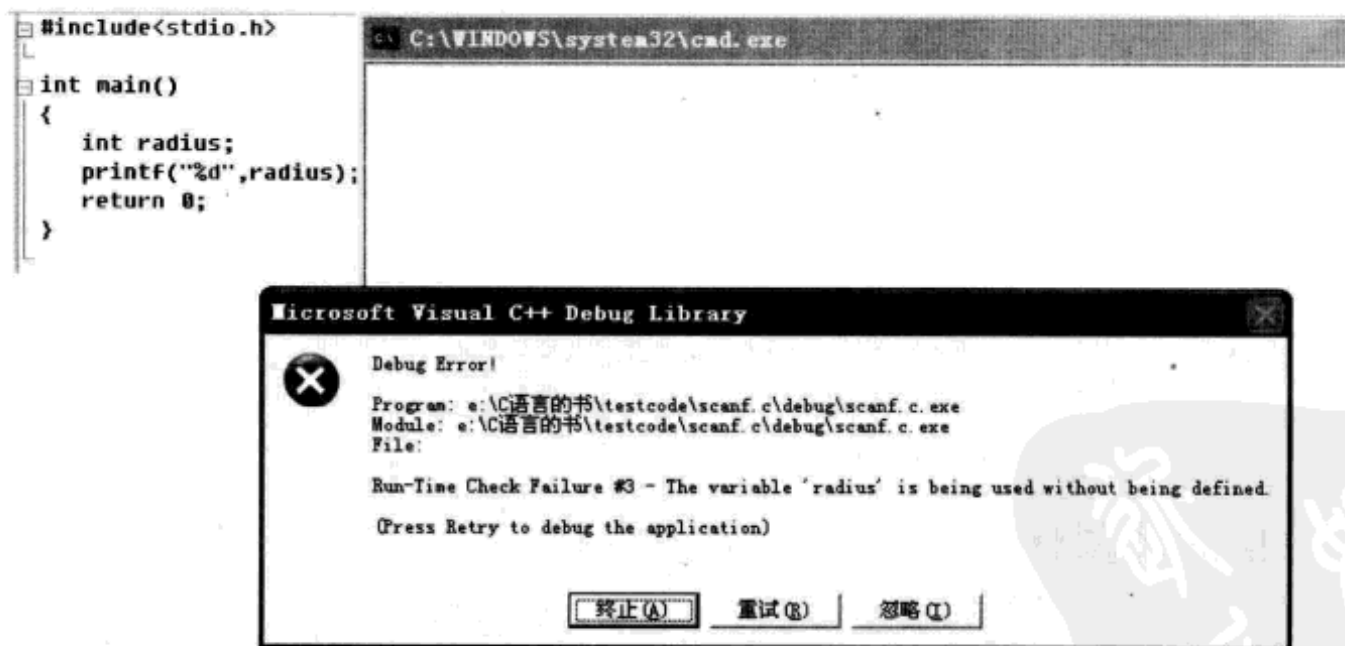 #include<stdio.h>
int main()
{
int radius;
printf("%d",radius);
return 0;
}
C:\WINDOWS\system32\cmd.exe
Microsoft Visual C++ Debug Library
Debug Error!
Program: e:\C语言的书\testcode\scanf.c\debug\scanf.c.exe
Module: e:\C语言的书\testcode\scanf.c\debug\scanf.c.exe
File:
Run-Time Check Failure #3 - The variable 'radius' is being used without being defined.
(Press Retry to debug the application)
终止(A) 重试(R) 忽略(I)